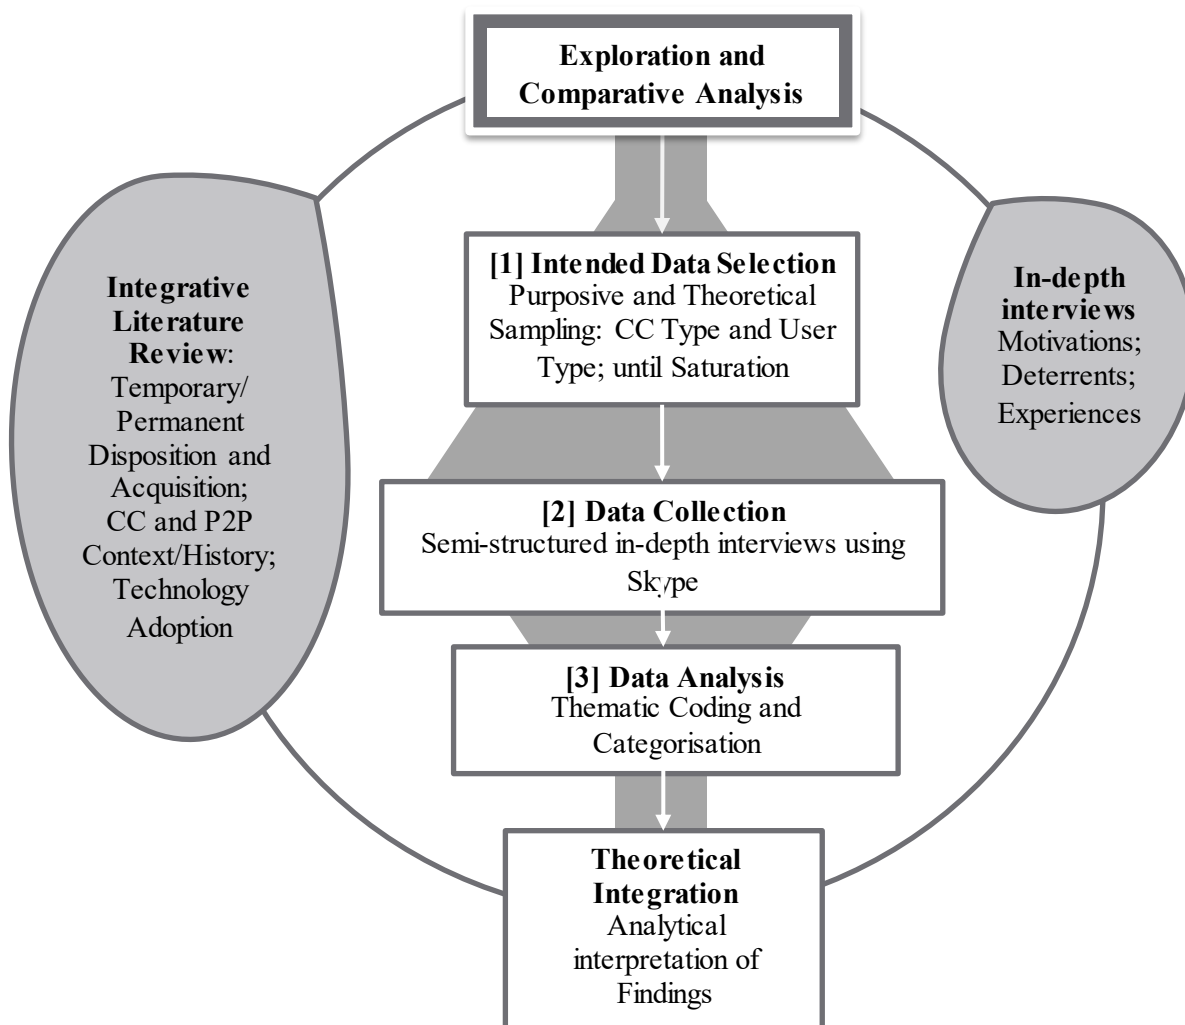 Exploration and
Comparative Analysis
[1] Intended Data Selection
Purposive and Theoretical
Sampling: CC Type and User
Type; until Saturation
Integrative
Literature
Review:
Temporary/
Permanent
Disposition and
Acquisition;
CC and P2P
Context/History;
Technology
Adoption
In-depth
interviews
Motivations;
Deterrents;
Experiences
[2] Data Collection
Semi-structured in-depth interviews using
Skype
[3] Data Analysis
Thematic Coding and
Categorisation
Theoretical
Integration
Analytical
interpretation of
Findings